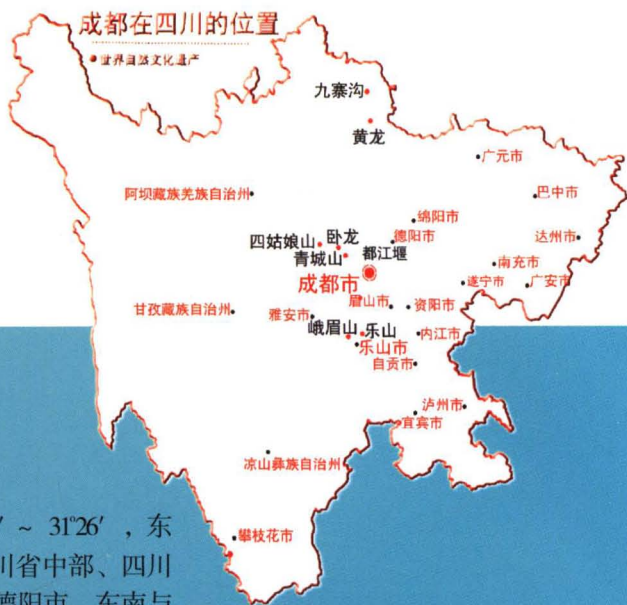 成都在四川的位置
●世界自然文化遗产
九寨沟
黄龙
广元市
阿坝藏族羌族自治州
巴中市
绵阳市
四姑娘山
卧龙
德阳市
达州市
青城山
都江堰
成都市
南充市
遂宁市
广安市
甘孜藏族自治州
雅安市
眉山市
资阳市
峨眉山
乐山
乐山市
内江市
自贡市
泸州市
宜宾市
凉山彝族自治州
攀枝花市
′ ~ 31°26′ ，东
川省中部、四川
德阳市，东南与